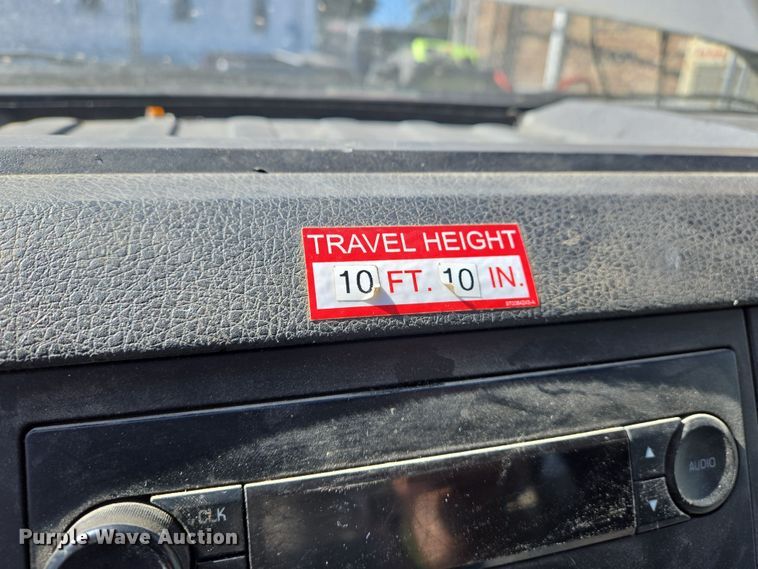 TRAVEL HEIGHT
10 FT. 10 IN.
AUDIO
CLK
Purple Wave Auction